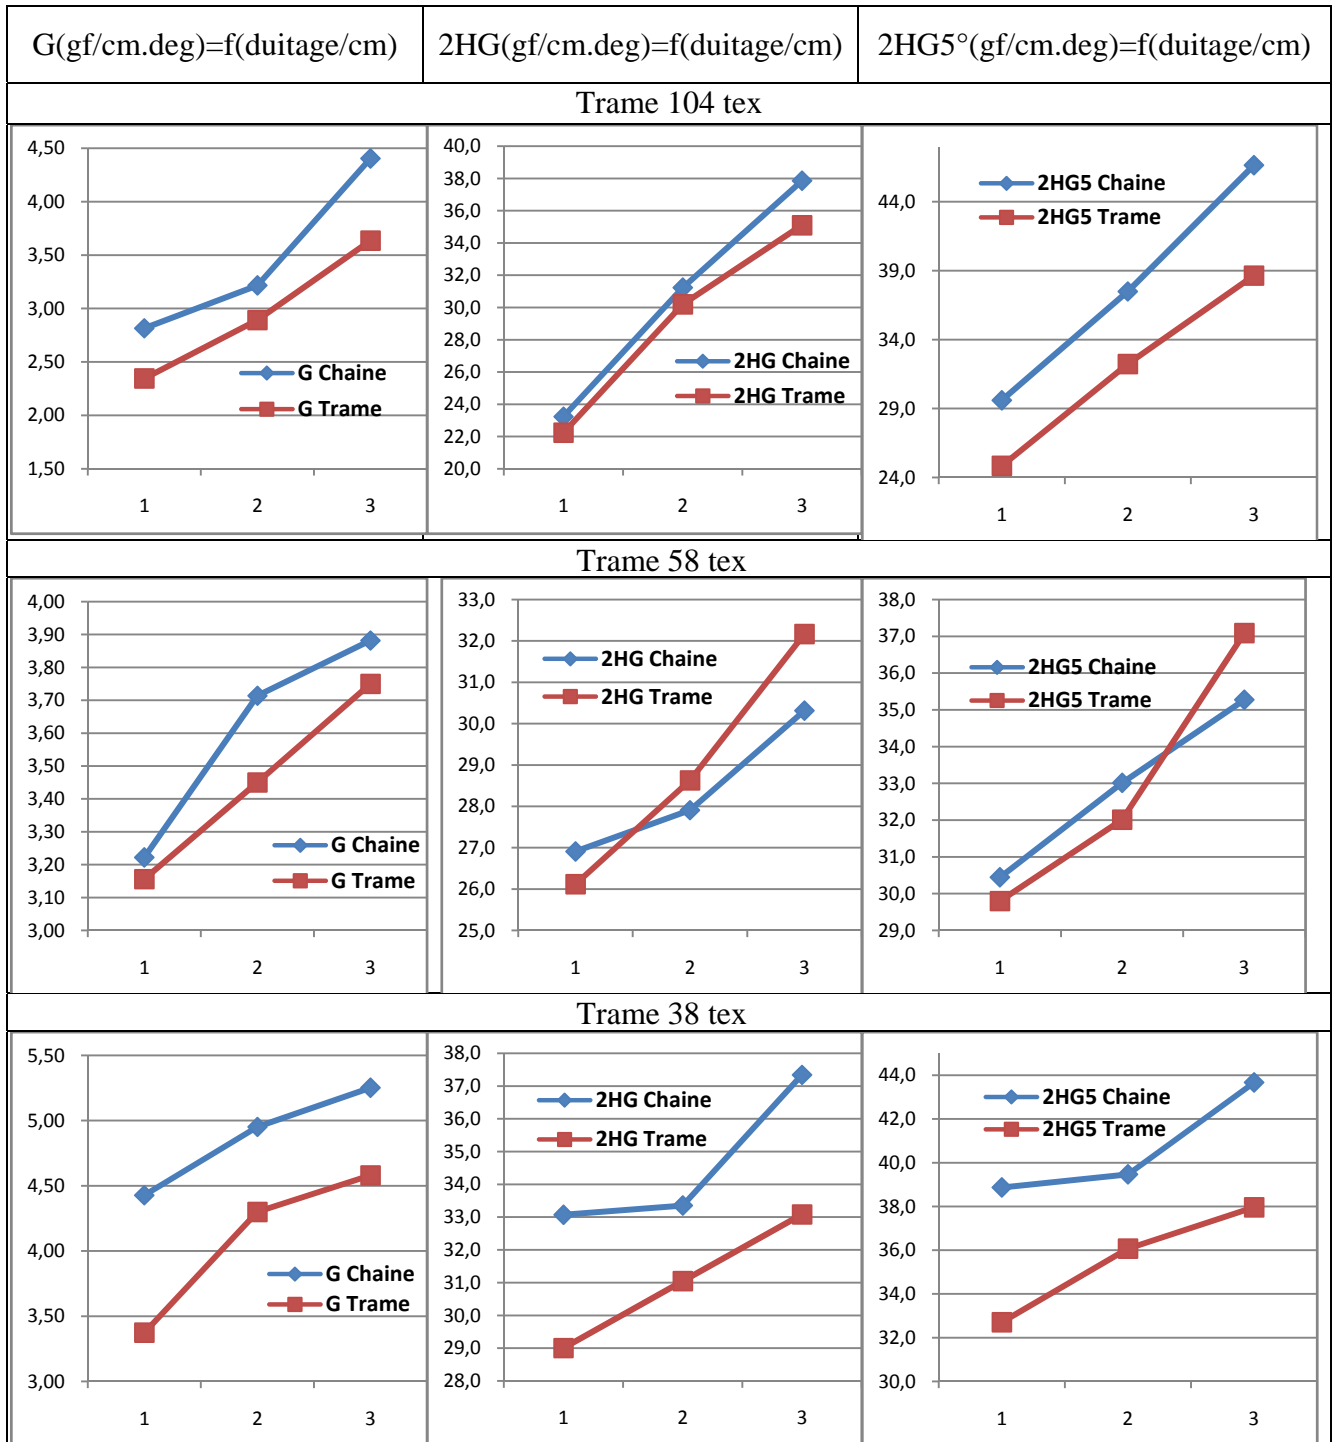 G(gf/cm.deg)=f(duitage/cm)
2HG(gf/cm.deg)=f(duitage/cm)
2HG5°(gf/cm.deg)=f(duitage/cm)
Trame 104 tex
4,50
4,00
3,50
3,00
2,50
2,00
1,50
G Chaine
G Trame
1 2 3
40,0
38,0
36,0
34,0
32,0
30,0
28,0
26,0
24,0
22,0
20,0
2HG Chaine
2HG Trame
1 2 3
44,0
39,0
34,0
29,0
24,0
2HG5 Chaine
2HG5 Trame
1 2 3
Trame 58 tex
4,00
3,90
3,80
3,70
3,60
3,50
3,40
3,30
3,20
3,10
3,00
G Chaine
G Trame
1 2 3
33,0
32,0
31,0
30,0
29,0
28,0
27,0
26,0
25,0
2HG Chaine
2HG Trame
1 2 3
38,0
37,0
36,0
35,0
34,0
33,0
32,0
31,0
30,0
29,0
2HG5 Chaine
2HG5 Trame
1 2 3
Trame 38 tex
5,50
5,00
4,50
4,00
3,50
3,00
G Chaine
G Trame
1 2 3
38,0
37,0
36,0
35,0
34,0
33,0
32,0
31,0
30,0
29,0
28,0
2HG Chaine
2HG Trame
1 2 3
44,0
42,0
40,0
38,0
36,0
34,0
32,0
30,0
2HG5 Chaine
2HG5 Trame
1 2 3